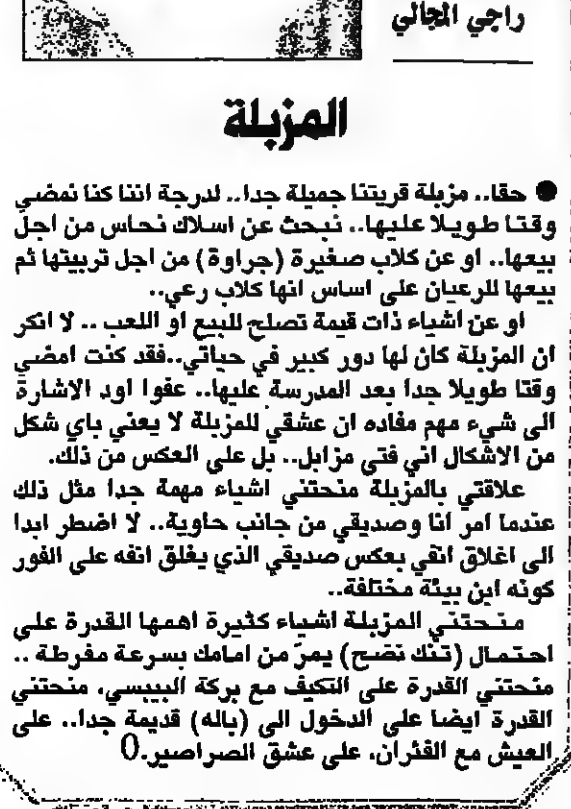 راجي المجالي
المزبلة
● حقا.. مزبلة قريتنا جميلة جدا.. لدرجة اننا كنا نمضي
وقتا طويلا عليها.. نبحث عن اسلاك نحاس من اجل
بيعها.. او عن كلاب صغيرة (جراوة) من اجل تربيتها ثم
بيعها للرعيان على اساس انها كلاب رعي..
او عن اشياء ذات قيمة تصلح للبيع او اللعب .. لا انكر
ان المزبلة كان لها دور كبير في حياتي..فقد كنت امضي
وقتا طويلا جدا بعد المدرسة عليها.. عفوا اود الاشارة
الى شيء مهم مفاده ان عشقي للمزبلة لا يعني باي شكل
من الاشكال اني فتى مزابل.. بل على العكس من ذلك.
علاقتي بالمزبلة منحتني اشياء مهمة جدا مثل ذلك
عندما امر انا وصديقي من جانب حاوية.. لا اضطر ابدا
الى اغلاق انفي بعكس صديقي الذي يغلق انفه على الفور
كونه ابن بيئة مختلفة..
منحتني المزبلة اشياء كثيرة اهمها القدرة على
احتمال (تنك نضح) يمرّ من امامك بسرعة مفرطة ..
منحتني القدرة على التكيف مع بركة البيبسي، منحتني
القدرة ايضا على الدخول الى (باله) قديمة جدا.. على
العيش مع الفئران، على عشق الصراصير.()